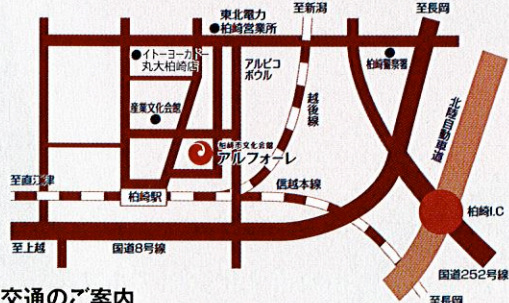 東北電力
●柏崎営業所
至新潟
至長岡
●イトーヨーカドー
丸大柏崎店
アルピコ
ボウル
柏崎警察署
産業文化会館
越後線
北陸自動車道
柏崎市文化会館
アルフォーレ
至直江津
柏崎駅
信越本線
柏崎I.C
至上越
国道8号線
国道252号線
至長岡
交通のご案内